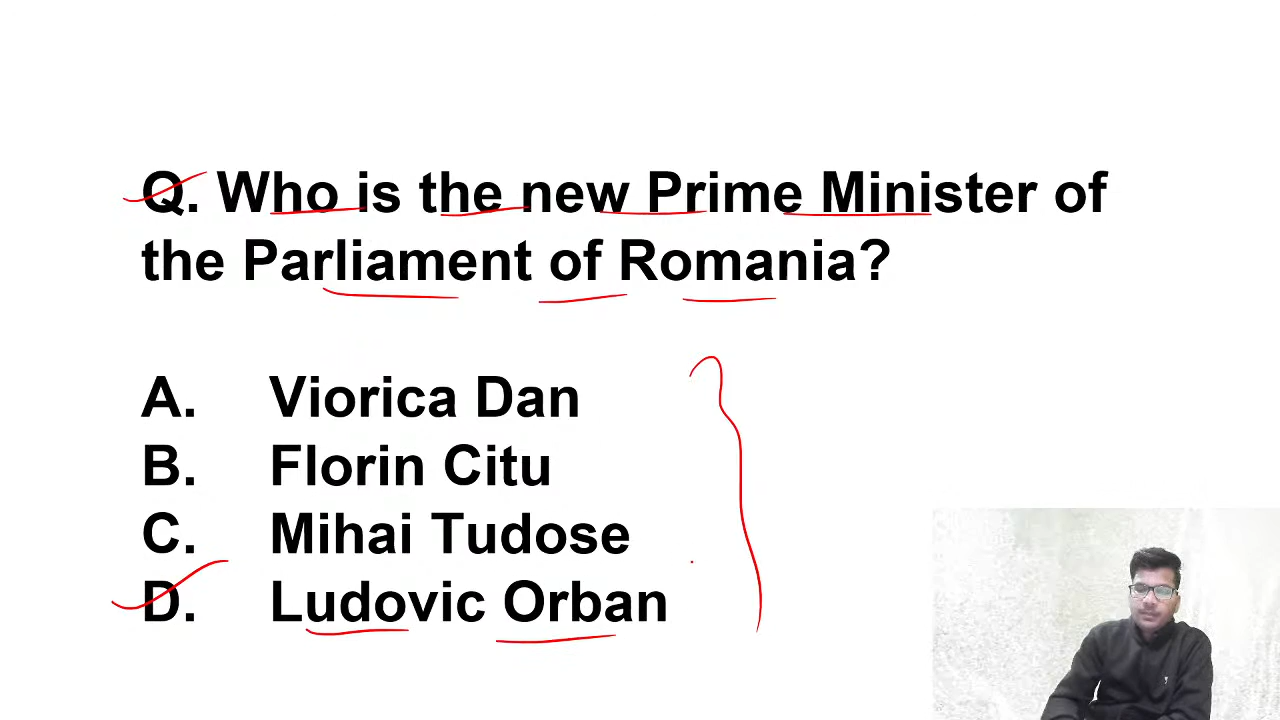 Q. Who is the new Prime Minister of
the Parliament of Romania?
A. Viorica Dan
B. Florin Citu
C. Mihai Tudose
D. Ludovic Orban